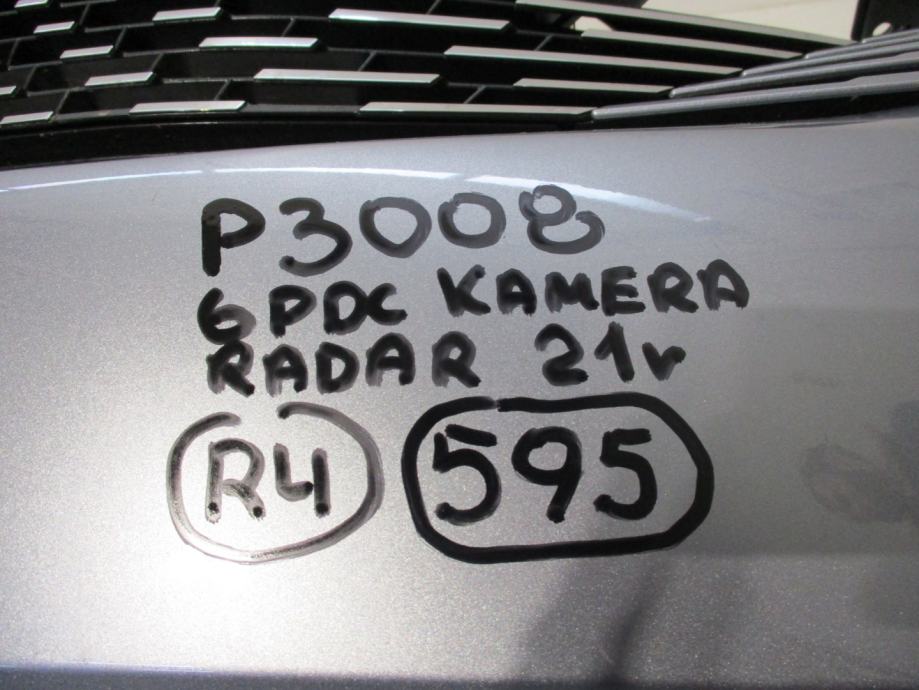 P3008
6 PDC KAMERA
RADAR 21r
R4 595